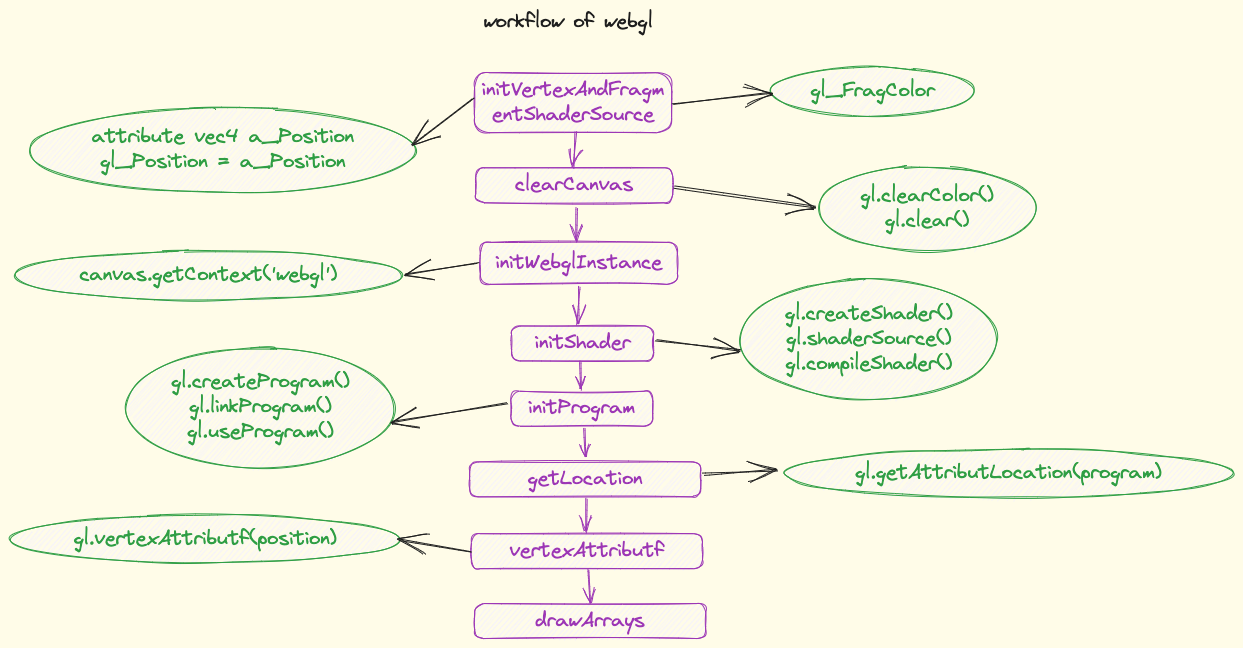 workflow of webgl
initVertexAndFragm
entShaderSource
gl_FragColor
attribute vec4 a_Position
gl_Position = a_Position
clearCanvas
gl.clearColor()
gl.clear()
initWebglInstance
canvas.getContext('webgl')
initShader
gl.createShader()
gl.shaderSource()
gl.compileShader()
gl.createProgram()
gl.linkProgram()
gl.useProgram()
initProgram
getLocation
gl.getAttributLocation(program)
gl.vertexAttributf(position)
vertexAttributf
drawArrays